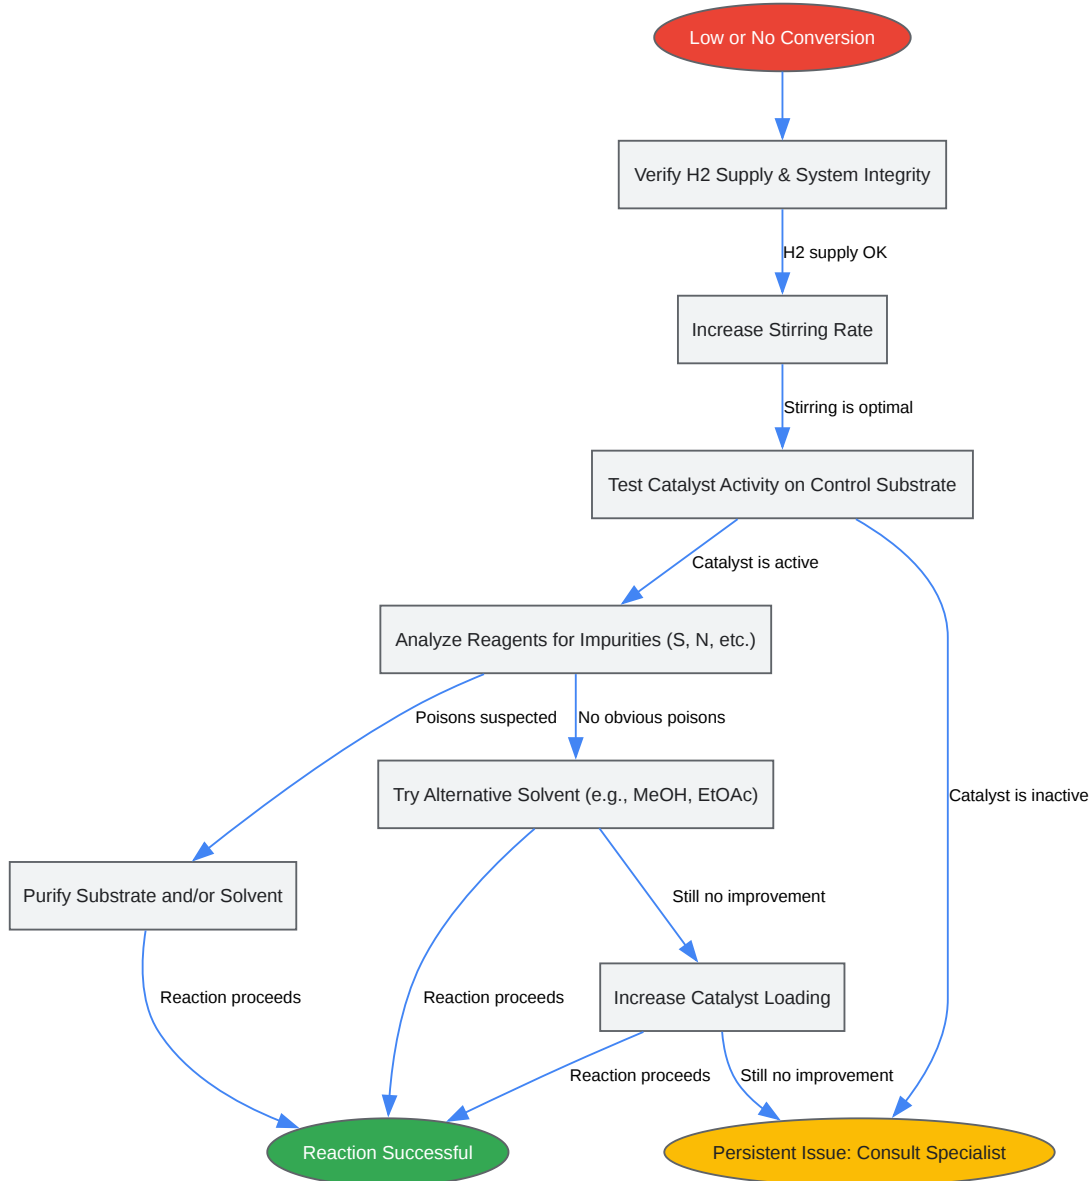 Low or No Conversion
Verify H2 Supply & System Integrity
H2 supply OK
Increase Stirring Rate
Stirring is optimal
Test Catalyst Activity on Control Substrate
Catalyst is active
Analyze Reagents for Impurities (S, N, etc.)
Poisons suspected
No obvious poisons
Try Alternative Solvent (e.g., MeOH, EtOAc)
Catalyst is inactive
Purify Substrate and/or Solvent
Still no improvement
Reaction proceeds
Reaction proceeds
Increase Catalyst Loading
Reaction proceeds
Still no improvement
Reaction Successful
Persistent Issue: Consult Specialist